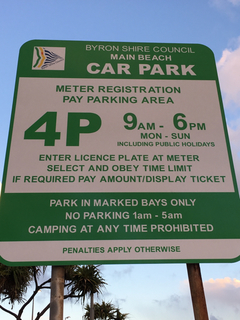 BYRON SHIRE COUNCIL
MAIN BEACH
CAR PARK
METER REGISTRATION
PAY PARKING AREA
4P 9AM - 6PM
MON - SUN
INCLUDING PUBLIC HOLIDAYS
ENTER LICENCE PLATE AT METER
SELECT AND OBEY TIME LIMIT
IF REQUIRED PAY AMOUNT/DISPLAY TICKET
PARK IN MARKED BAYS ONLY
NO PARKING 1am - 5am
CAMPING AT ANY TIME PROHIBITED
PENALTIES APPLY OTHERWISE